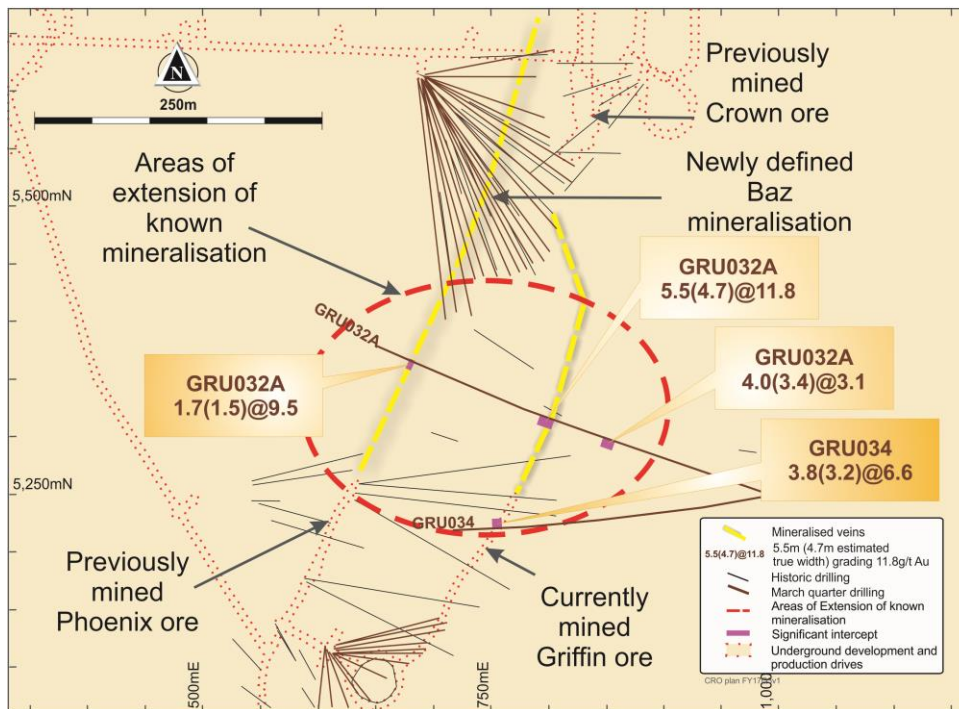 N
250m
Previously
mined
Crown ore
Areas of
extension of
known
mineralisation
Newly defined
Baz
mineralisation
5,500mN
GRU032A
5.5(4.7)@11.8
GRU032A
GRU032A
4.0(3.4)@3.1
GRU032A
1.7(1.5)@9.5
GRU034
3.8(3.2)@6.6
5,250mN
GRU034
Previously
mined
Phoenix ore
Currently
mined
Griffin ore
Mineralised veins
5.5(4.7)@11.8
5.5m (4.7m estimated
true width) grading 11.8g/t Au
Historic drilling
March quarter drilling
Areas of Extension of known
mineralisation
Significant intercept
Underground development and
production drives
500mE
750mE